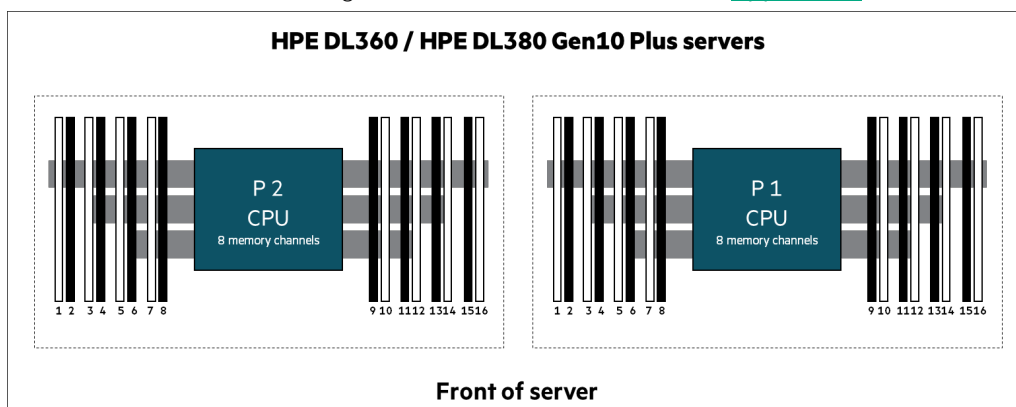 HPE DL360 / HPE DL380 Gen10 Plus servers
P 2
CPU
8 memory channels
1 2 3 4 5 6 7 8 9 10 11 12 13 14 15 16
P 1
CPU
8 memory channels
1 2 3 4 5 6 7 8 9 10 11 12 13 14 15 16
Front of server